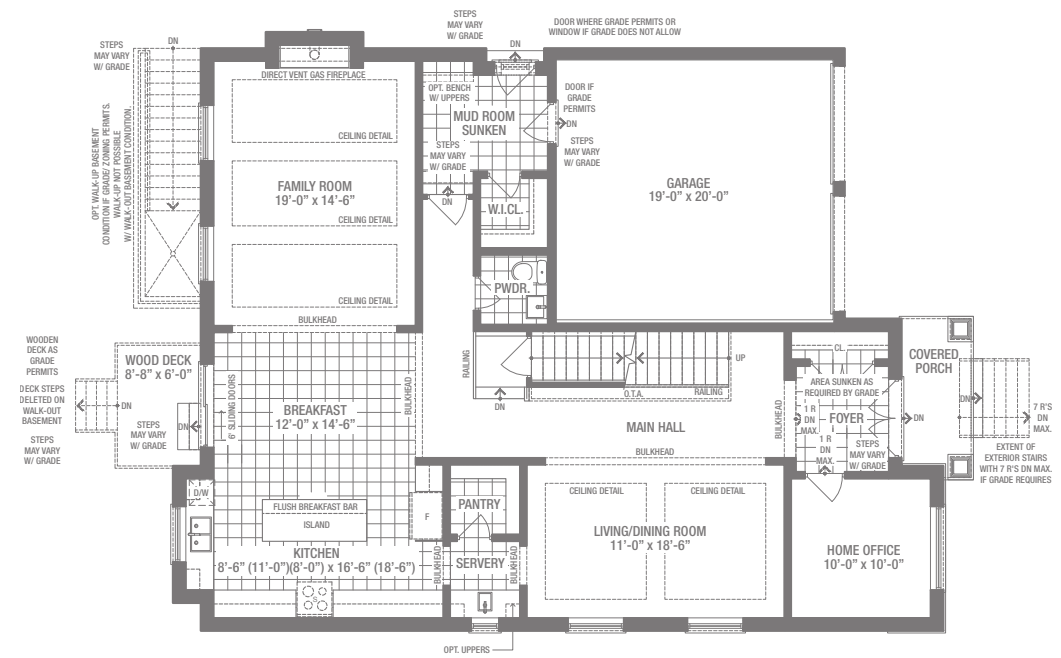 STEPS
MAY VARY
W/ GRADE
DN
DOOR WHERE GRADE PERMITS OR
WINDOW IF GRADE DOES NOT ALLOW
STEPS
MAY VARY
W/ GRADE
DN
DIRECT VENT GAS FIREPLACE
OPT. BENCH
W/ UPPERS
DOOR IF
GRADE
PERMITS
DN
STEPS
MAY VARY
W/ GRADE
MUD ROOM
SUNKEN
STEPS
MAY VARY
W/ GRADE
DN
OPT. WALK-UP BASEMENT
CONDITION IF GRADE/ ZONING PERMITS.
WALK-UP NOT POSSIBLE
W/ WALK-OUT BASEMENT CONDITION.
CEILING DETAIL
FAMILY ROOM
19'-0" x 14'-6"
CEILING DETAIL
CEILING DETAIL
GARAGE
19'-0" x 20'-0"
W.I.CL.
PWDR.
BULKHEAD
WOODEN
DECK AS
GRADE
PERMITS
WOOD DECK
8'-8" x 6'-0"
DECK STEPS
DELETED ON
WALK-OUT
BASEMENT
DN
STEPS
MAY VARY
W/ GRADE
STEPS
MAY VARY
W/ GRADE
DN
6' SLIDING DOORS
BREAKFAST
12'-0" x 14'-6"
BULKHEAD
RAILING
DN
UP
O.T.A.
RAILING
MAIN HALL
BULKHEAD
BULKHEAD
CL.
AREA SUNKEN AS
REQUIRED BY GRADE
1 R
DN
MAX.
FOYER
1 R
DN
MAX.
STEPS
MAY VARY
W/ GRADE
DN
COVERED
PORCH
DN
7 R'S
DN
MAX.
EXTENT OF
EXTERIOR STAIRS
WITH 7 R'S DN MAX.
IF GRADE REQUIRES
D/W
FLUSH BREAKFAST BAR
ISLAND
F
PANTRY
CEILING DETAIL
CEILING DETAIL
LIVING/DINING ROOM
11'-0" x 18'-6"
KITCHEN
8'-6" (11'-0")(8'-0") x 16'-6" (18'-6")
S
BULKHEAD
SERVERY
BULKHEAD
HOME OFFICE
10'-0" x 10'-0"
OPT. UPPERS